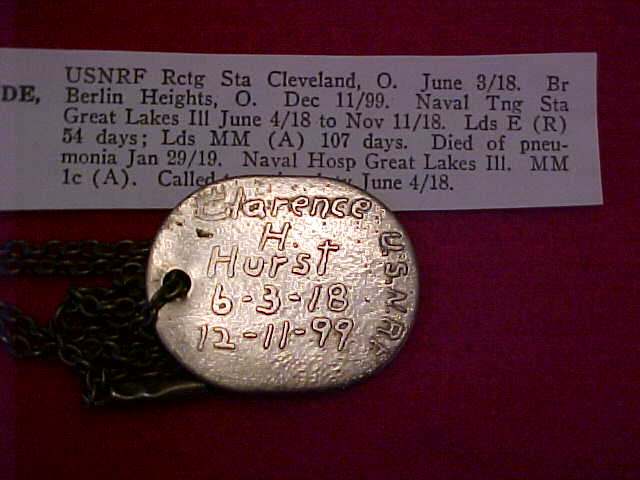 USNRF Rctg Sta Cleveland, O. June 3/18. Br
DE, Berlin Heights, O. Dec 11/99. Naval Tng Sta
Great Lakes Ill June 4/18 to Nov 11/18. Lds E (R)
54 days; Lds MM (A) 107 days. Died of pneu-
monia Jan 29/19. Naval Hosp Great Lakes Ill. MM
1c (A). Called June 4/18.
Clarence
H.
Hurst
6-3-18
12-11-99
U.S.N.R.F.